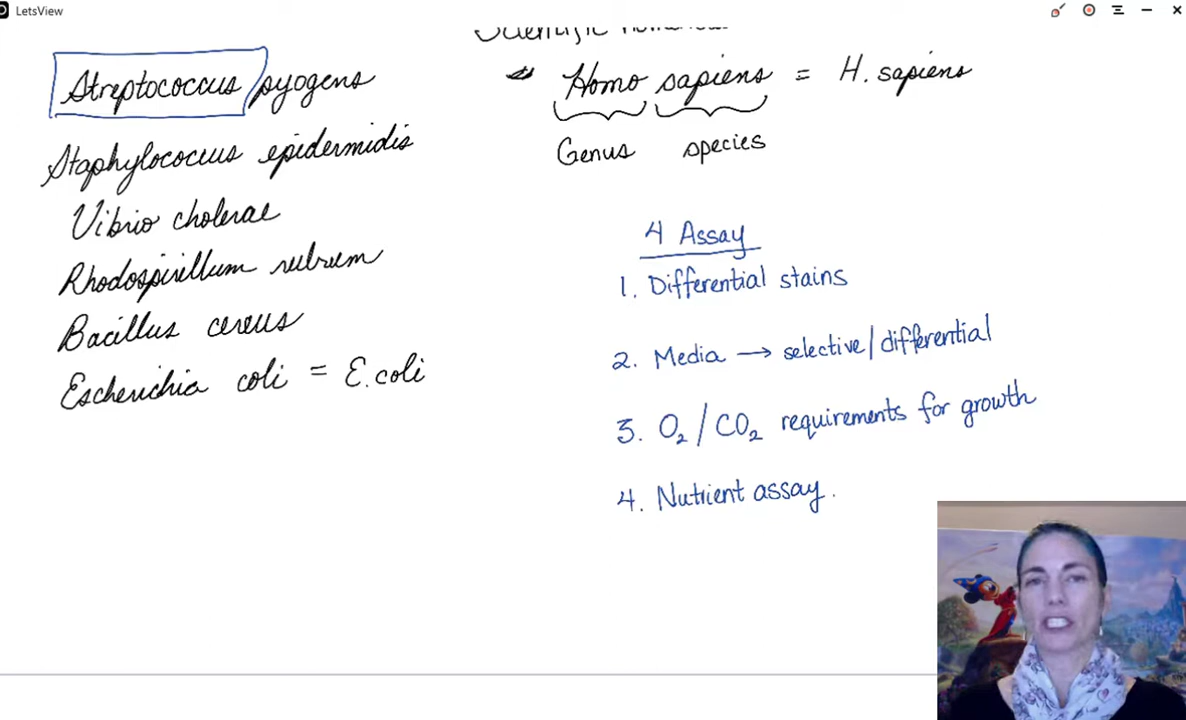 LetsView
Scientific
Streptococcus pyogens
Staphylococcus epidermidis
Vibrio cholerae
Rhodospirillum rubrum
Bacillus cereus
Escherichia coli = E. coli
Homo sapiens = H. sapiens
Genus species
4 Assay
1. Differential stains
2. Media → selective/differential
3. O₂/CO₂ requirements for growth
4. Nutrient assay.